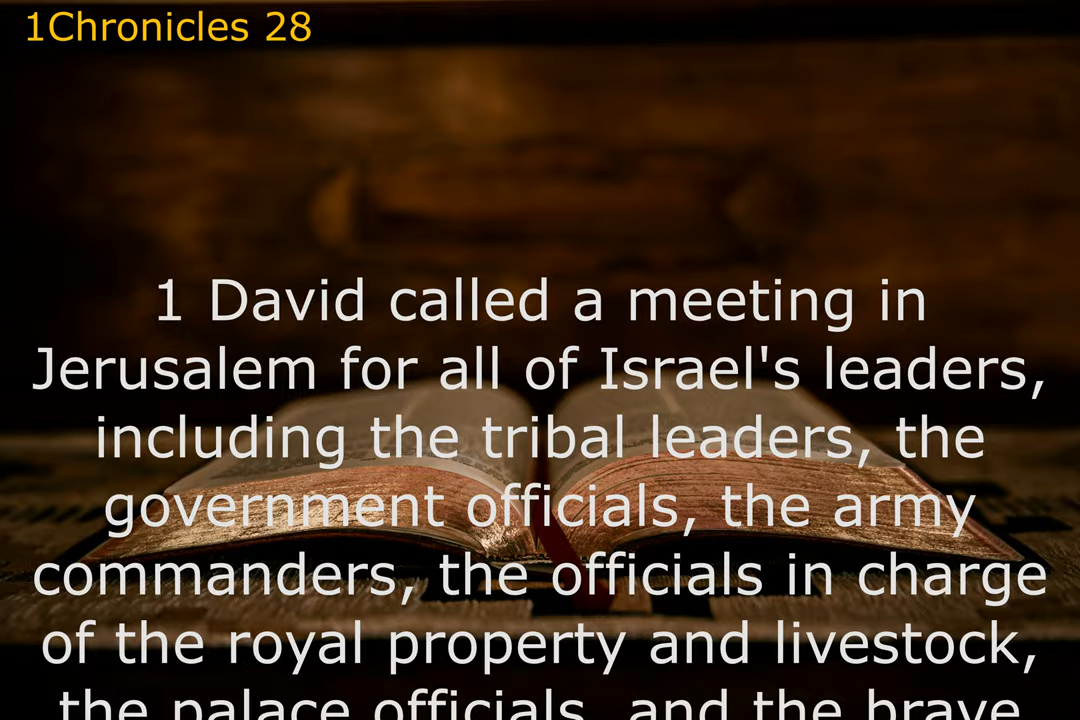 1Chronicles 28
1 David called a meeting in
Jerusalem for all of Israel's leaders,
including the tribal leaders, the
government officials, the army
commanders, the officials in charge
of the royal property and livestock,
the palace officials, and the brave